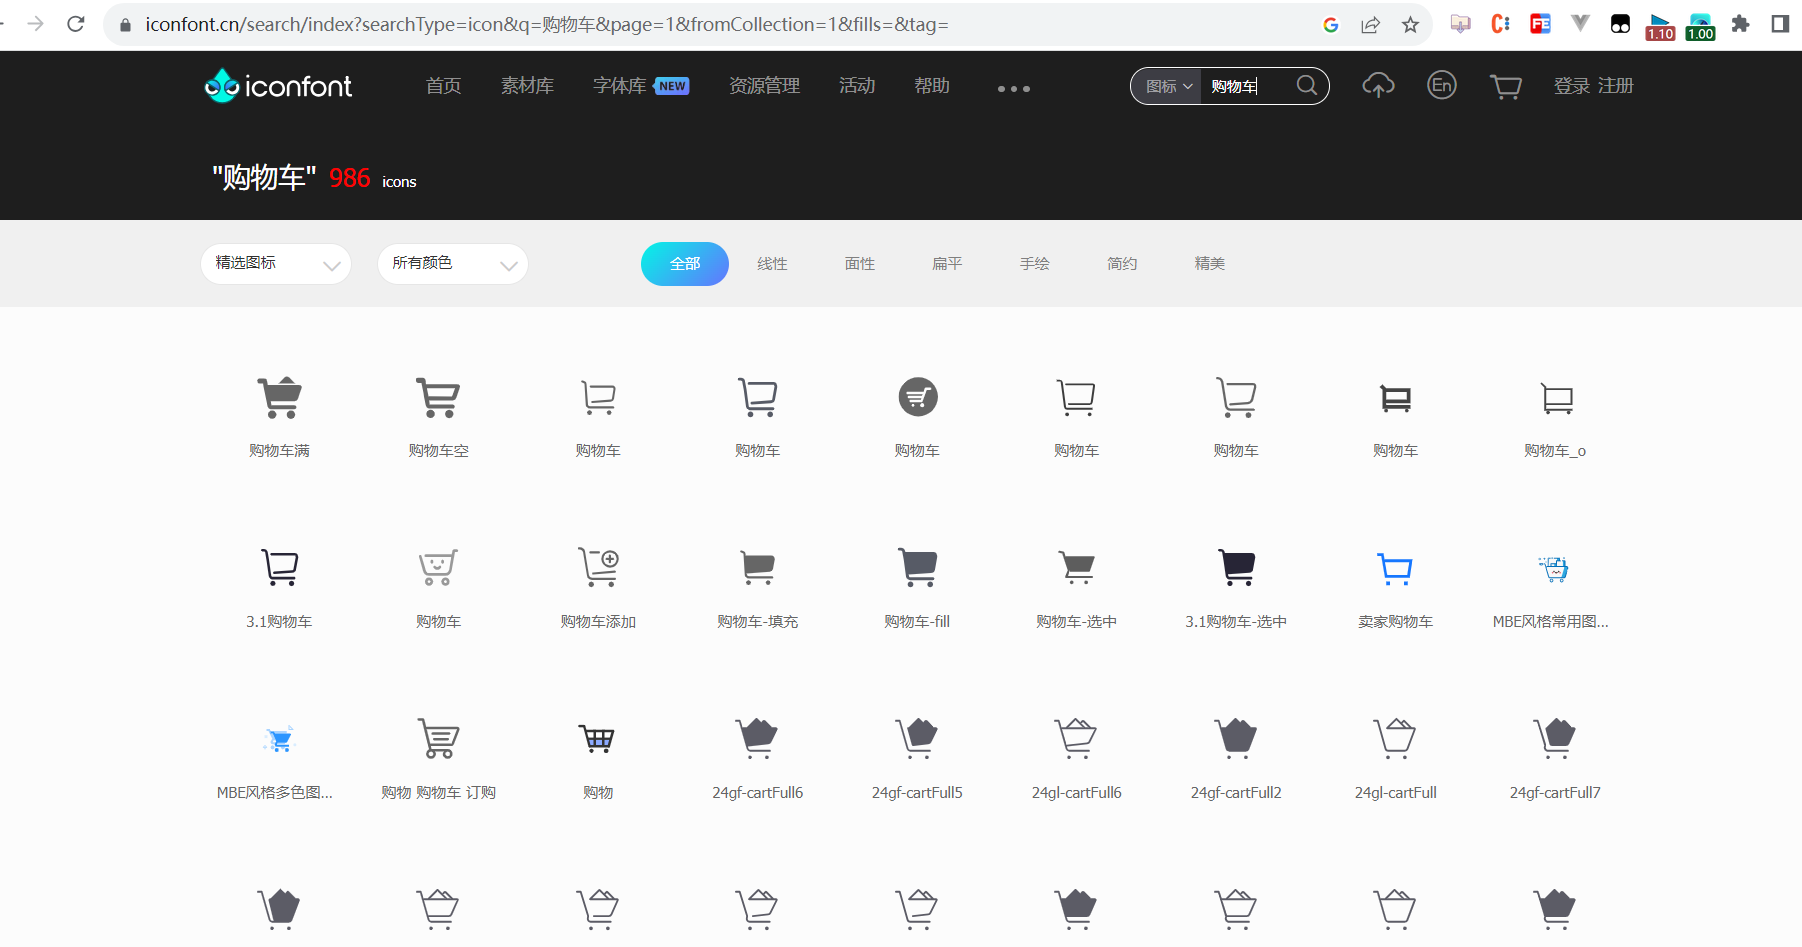 iconfont.cn/search/index?searchType=icon&q=购物车&page=1&fromCollection=1&fills=&tag=
1.10 1.00
iconfont 首页 素材库 字体库 NEW 资源管理 活动 帮助 图标 购物车 En 登录 注册
"购物车" 986 icons
精选图标 所有颜色 全部 线性 面性 扁平 手绘 简约 精美
购物车满 购物车空 购物车 购物车 购物车 购物车 购物车 购物车 购物车_o
3.1购物车 购物车 购物车添加 购物车-填充 购物车-fill 购物车-选中 3.1购物车-选中 卖家购物车 MBE风格常用图...
MBE风格多色图... 购物 购物车 订购 购物 24gf-cartFull6 24gf-cartFull5 24gl-cartFull6 24gf-cartFull2 24gl-cartFull 24gf-cartFull7